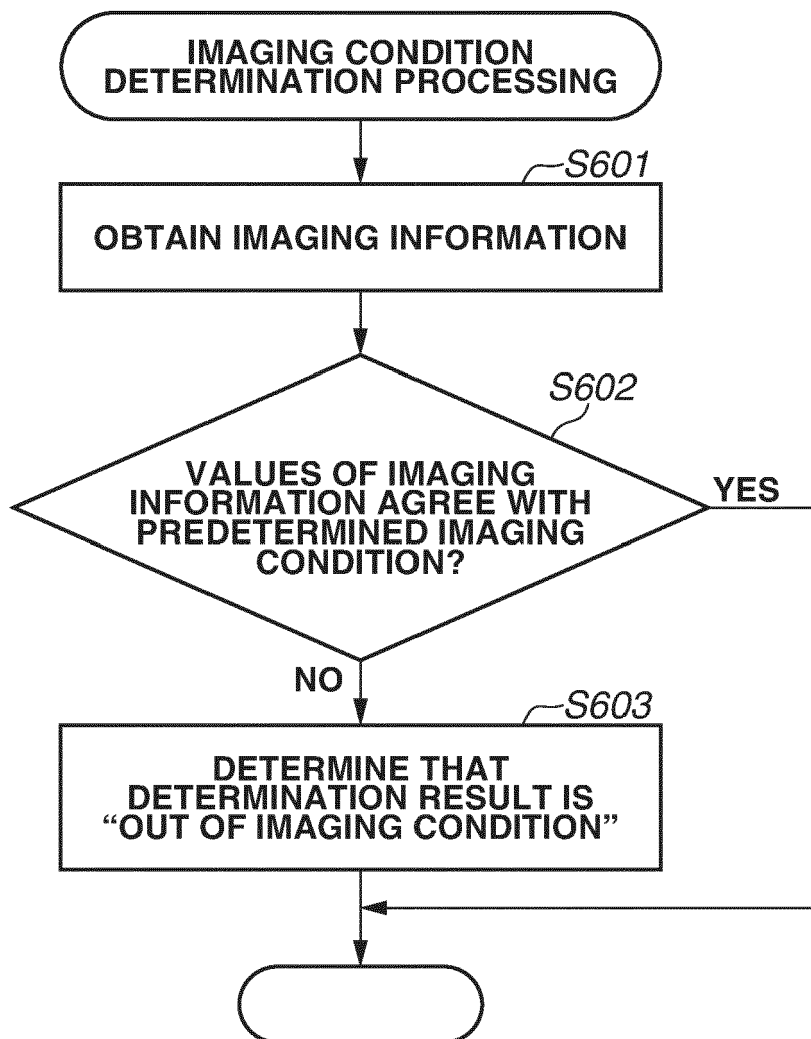 IMAGING CONDITION
DETERMINATION PROCESSING
S601
OBTAIN IMAGING INFORMATION
S602
VALUES OF IMAGING
INFORMATION AGREE WITH
PREDETERMINED IMAGING
CONDITION?
YES
NO
S603
DETERMINE THAT
DETERMINATION RESULT IS
“OUT OF IMAGING CONDITION”